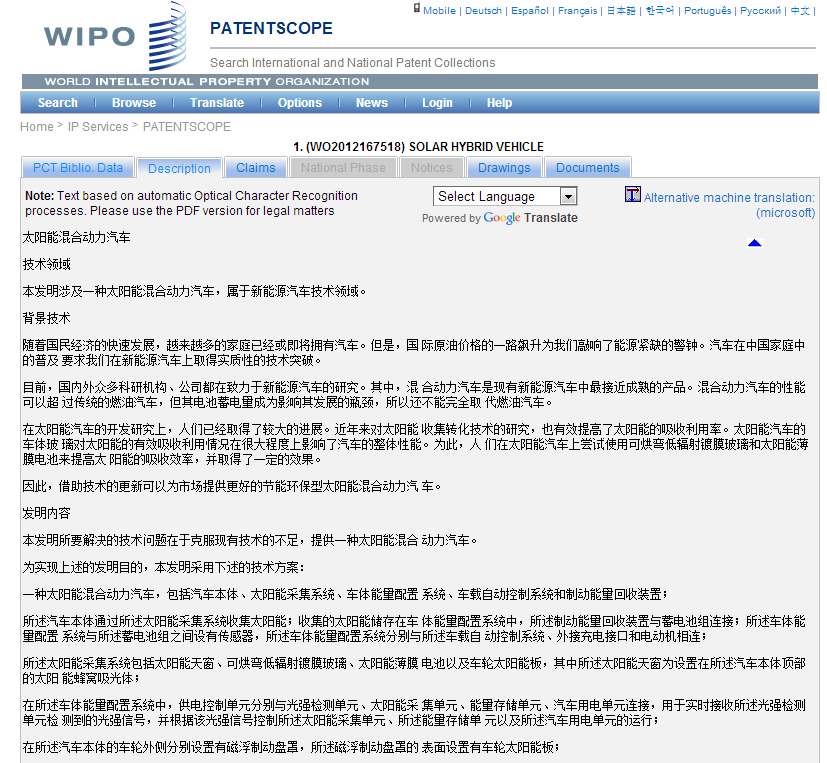 Mobile | Deutsch | Español | Français | 日本語 | 한국어 | Português | Русский | 中文 |
WIPO
PATENTSCOPE
Search International and National Patent Collections
WORLD INTELLECTUAL PROPERTY ORGANIZATION
Search | Browse | Translate | Options | News | Login | Help
Home > IP Services > PATENTSCOPE
1. (WO2012167518) SOLAR HYBRID VEHICLE
PCT Biblio. Data Description Claims National Phase Notices Drawings Documents
Note: Text based on automatic Optical Character Recognition
processes. Please use the PDF version for legal matters
Select Language
Powered by Google Translate
Alternative machine translation:
(microsoft)
太阳能混合动力汽车
技术领域
本发明涉及一种太阳能混合动力汽车，属于新能源汽车技术领域。
背景技术
随着国民经济的快速发展，越来越多的家庭已经或即将拥有汽车。但是，国 际原油价格的一路飙升为我们敲响了能源紧缺的警钟。汽车在中国家庭中
的普及 要求我们在新能源汽车上取得实质性的技术突破。
目前，国内外众多科研机构、公司都在致力于新能源汽车的研究。其中，混 合动力汽车是现有新能源汽车中最接近成熟的产品。混合动力汽车的性能
可以超 过传统的燃油汽车，但其电池蓄电量成为影响其发展的瓶颈，所以还不能完全取 代燃油汽车。
在太阳能汽车的开发研究上，人们已经取得了较大的进展。近年来对太阳能 收集转化技术的研究，也有效提高了太阳能的吸收利用率。太阳能汽车的
车体玻 璃对太阳能的有效吸收利用情况在很大程度上影响了汽车的整体性能。为此，人 们在太阳能汽车上尝试使用可烘弯低辐射镀膜玻璃和太阳能薄
膜电池来提高太 阳能的吸收效率，并取得了一定的效果。
因此，借助技术的更新可以为市场提供更好的节能环保型太阳能混合动力汽 车。
发明内容
本发明所要解决的技术问题在于克服现有技术的不足，提供一种太阳能混合 动力汽车。
为实现上述的发明目的，本发明采用下述的技术方案：
一种太阳能混合动力汽车，包括汽车本体、太阳能采集系统、车体能量配置 系统、车载自动控制系统和制动能量回收装置；
所述汽车本体通过所述太阳能采集系统收集太阳能；收集的太阳能储存在车 体能量配置系统中，所述制动能量回收装置与蓄电池组连接；所述车体能
量配置 系统与所述蓄电池组之间设有传感器，所述车体能量配置系统分别与所述车载自 动控制系统、外接充电接口和电动机相连；
所述太阳能采集系统包括太阳能天窗、可烘弯低辐射镀膜玻璃、太阳能薄膜 电池以及车轮太阳能板，其中所述太阳能天窗为设置在所述汽车本体顶部
的太阳 能蜂窝吸光体；
在所述车体能量配置系统中，供电控制单元分别与光强检测单元、太阳能采 集单元、能量存储单元、汽车用电单元连接，用于实时接收所述光强检测
单元检 测到的光强信号，并根据该光强信号控制所述太阳能采集单元、所述能量存储单 元以及所述汽车用电单元的运行；
在所述汽车本体的车轮外侧分别设置有磁浮制动盘罩，所述磁浮制动盘罩的 表面设置有车轮太阳能板；